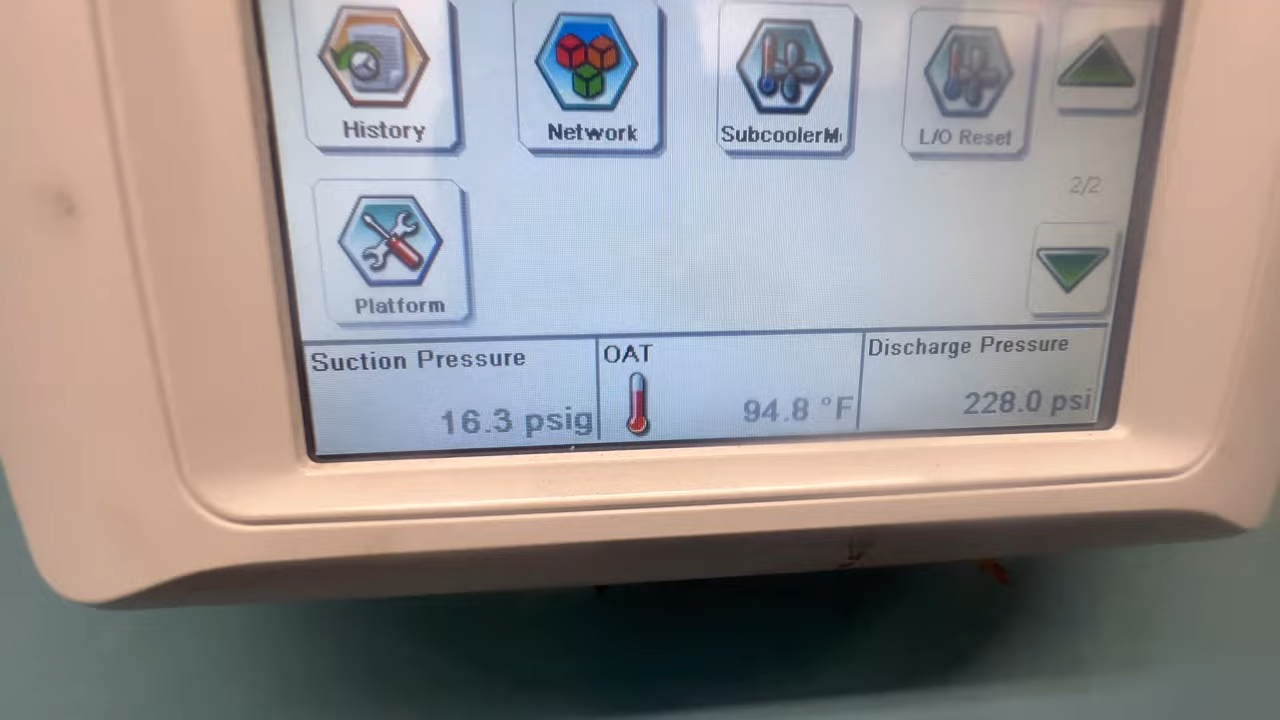 History
Network
SubcoolerM
L/O Reset
2/2
Platform
Suction Pressure
16.3 psig
OAT
94.8 °F
Discharge Pressure
228.0 psi